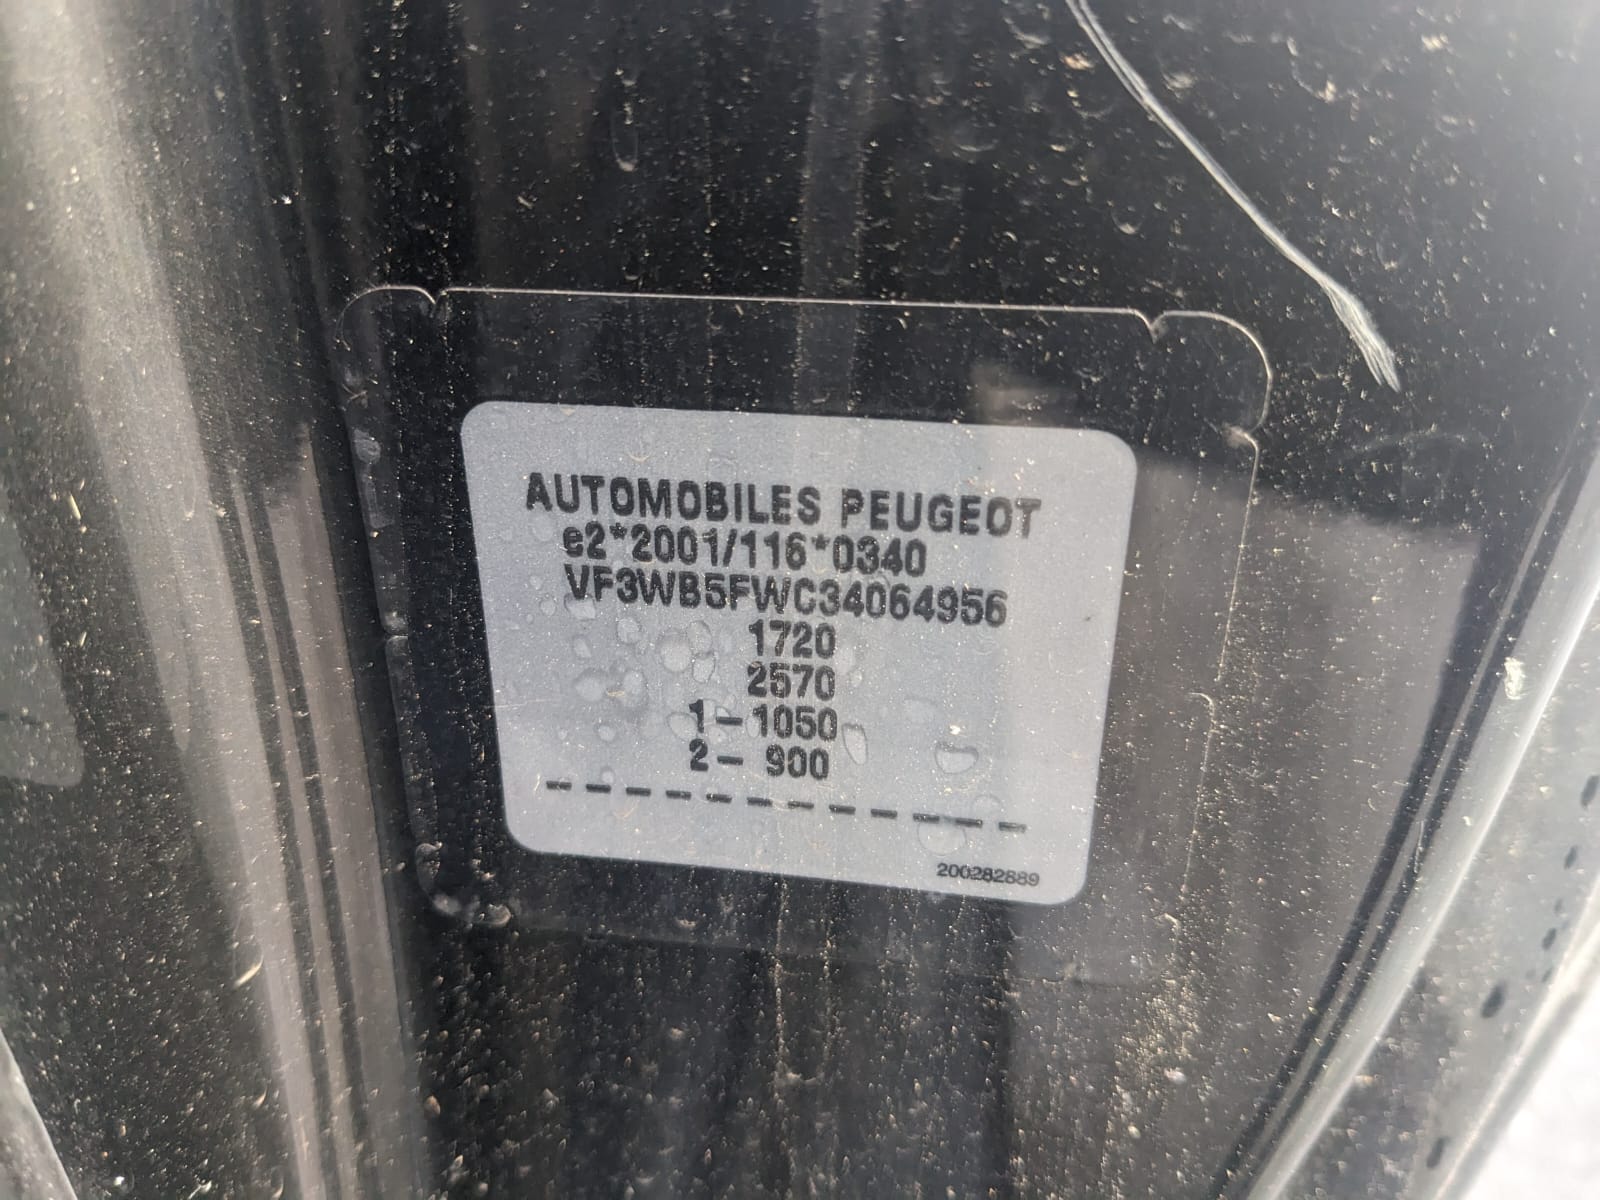 AUTOMOBILES PEUGEOT
e2*2001/116*0340
VF3WB5FWC34064956
1720
2570
1 - 1050
2 - 900
- - - - - - - - - - - -
200282889